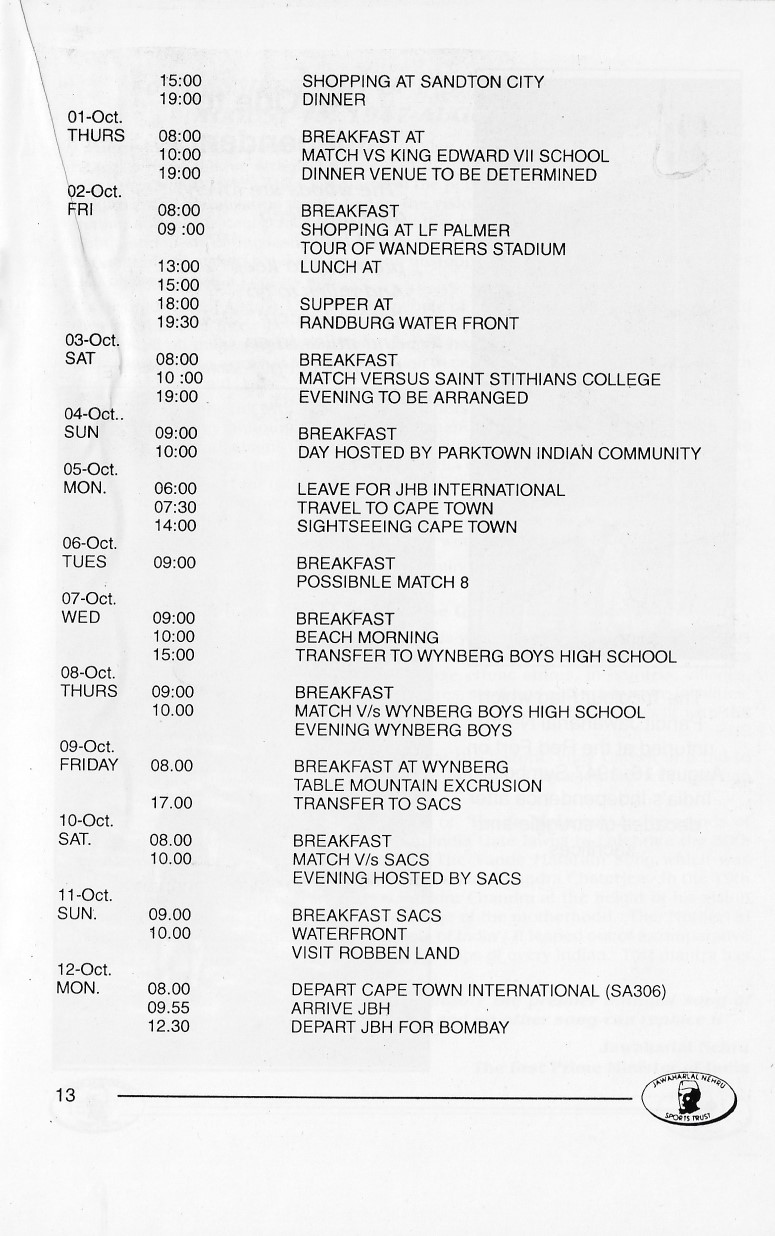 15:00 SHOPPING AT SANDTON CITY
19:00 DINNER
01-Oct.
THURS 08:00 BREAKFAST AT
10:00 MATCH VS KING EDWARD VII SCHOOL
19:00 DINNER VENUE TO BE DETERMINED
02-Oct.
FRI 08:00 BREAKFAST
09 :00 SHOPPING AT LF PALMER
TOUR OF WANDERERS STADIUM
13:00 LUNCH AT
15:00
18:00 SUPPER AT
19:30 RANDBURG WATER FRONT
03-Oct.
SAT 08:00 BREAKFAST
10 :00 MATCH VERSUS SAINT STITHIANS COLLEGE
19:00 EVENING TO BE ARRANGED
04-Oct..
SUN 09:00 BREAKFAST
10:00 DAY HOSTED BY PARKTOWN INDIAN COMMUNITY
05-Oct.
MON. 06:00 LEAVE FOR JHB INTERNATIONAL
07:30 TRAVEL TO CAPE TOWN
14:00 SIGHTSEEING CAPE TOWN
06-Oct.
TUES 09:00 BREAKFAST
POSSIBNLE MATCH 8
07-Oct.
WED 09:00 BREAKFAST
10:00 BEACH MORNING
15:00 TRANSFER TO WYNBERG BOYS HIGH SCHOOL
08-Oct.
THURS 09:00 BREAKFAST
10.00 MATCH V/s WYNBERG BOYS HIGH SCHOOL
EVENING WYNBERG BOYS
09-Oct.
FRIDAY 08.00 BREAKFAST AT WYNBERG
TABLE MOUNTAIN EXCRUSION
17.00 TRANSFER TO SACS
10-Oct.
SAT. 08.00 BREAKFAST
10.00 MATCH V/s SACS
EVENING HOSTED BY SACS
11-Oct.
SUN. 09.00 BREAKFAST SACS
10.00 WATERFRONT
VISIT ROBBEN LAND
12-Oct.
MON. 08.00 DEPART CAPE TOWN INTERNATIONAL (SA306)
09.55 ARRIVE JBH
12.30 DEPART JBH FOR BOMBAY
13
JAWAHARLAL NEHRU
SPORTS TRUST